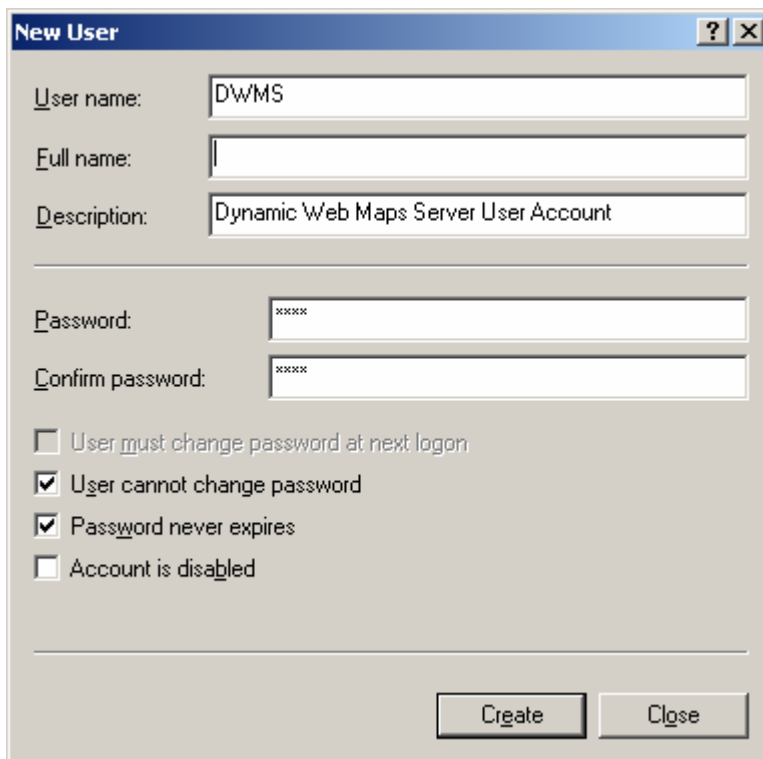 New User
User name: DWMS
Full name:
Description: Dynamic Web Maps Server User Account
Password: ****
Confirm password: ****
User must change password at next logon
User cannot change password
Password never expires
Account is disabled
Create Close